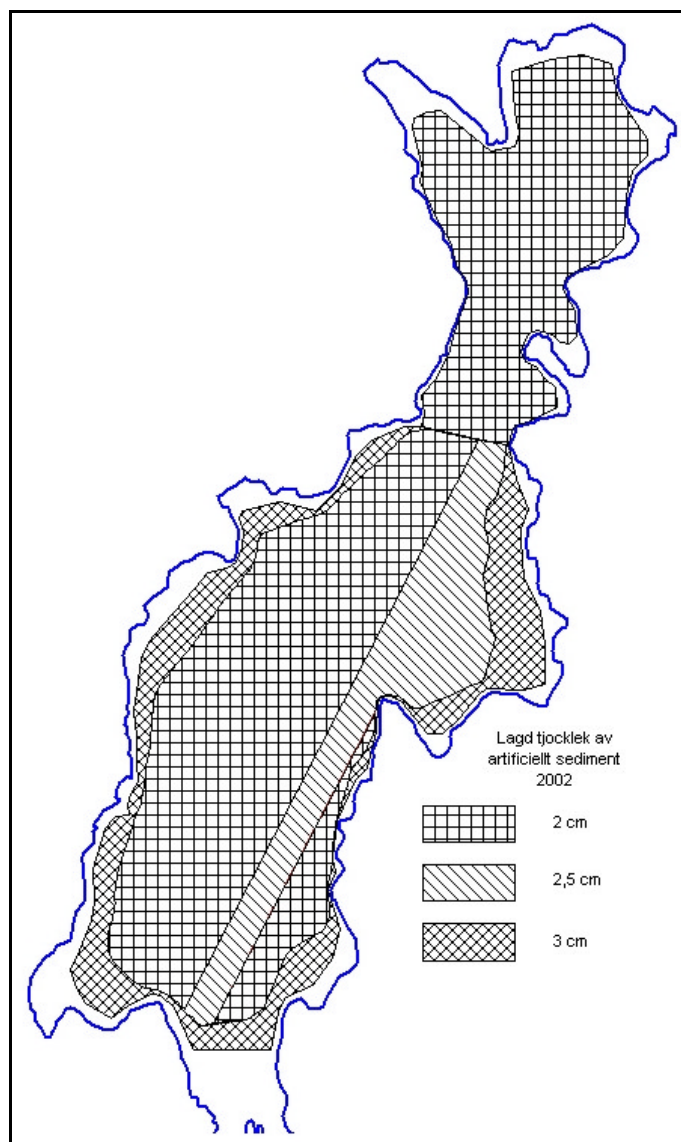 Lagd tjocklek av
artificiellt sediment
2002
2 cm
2,5 cm
3 cm